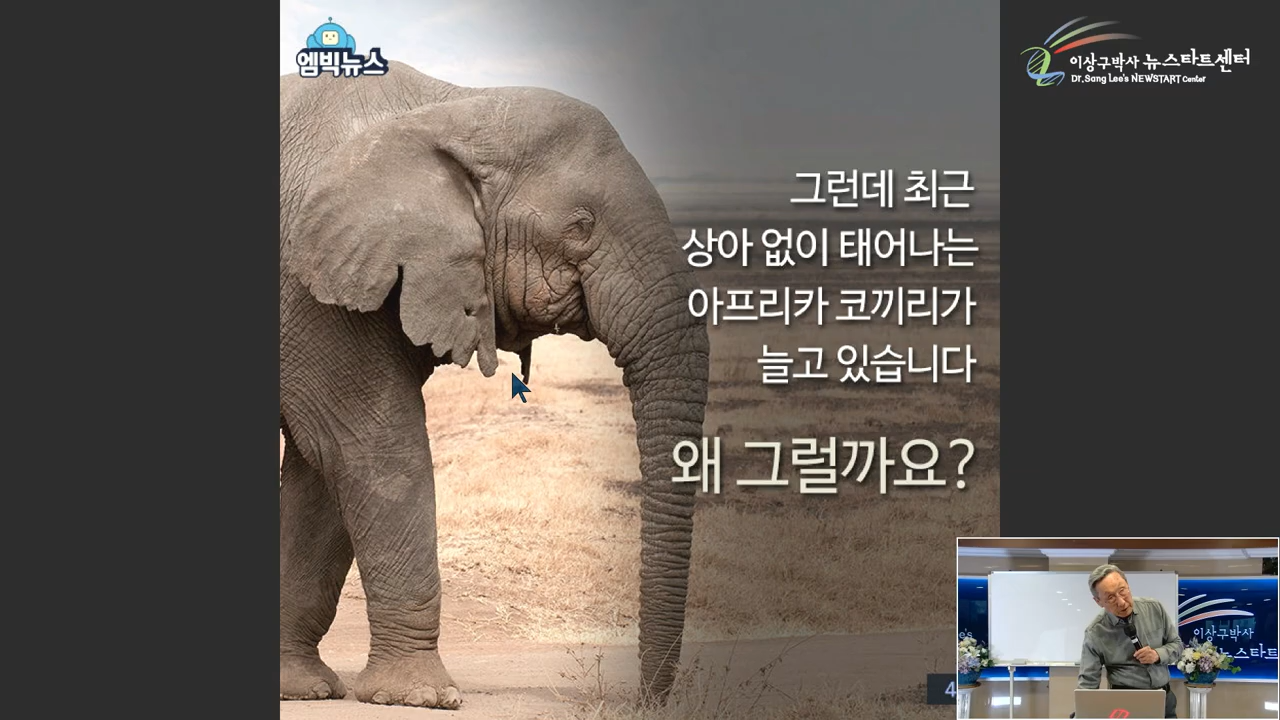 엠빅뉴스
이상구박사 뉴스타트센터
Dr.Sang Lee's NEWSTART Center
그런데 최근
상아 없이 태어나는
아프리카 코끼리가
늘고 있습니다
왜 그럴까요?
4
이상구박사
뉴스타트